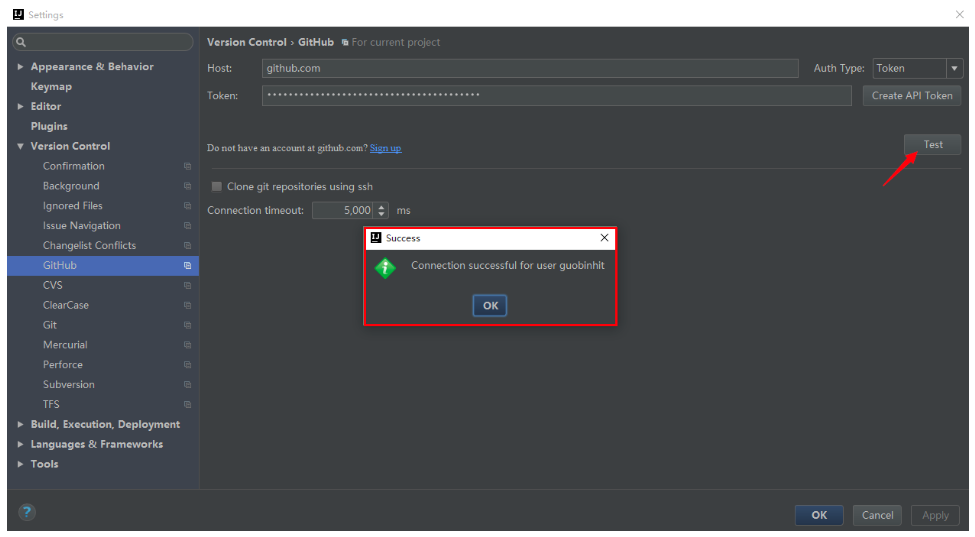 Settings
Version Control › GitHub For current project
Appearance & Behavior
Keymap
Editor
Plugins
Version Control
Confirmation
Background
Ignored Files
Issue Navigation
Changelist Conflicts
GitHub
CVS
ClearCase
Git
Mercurial
Perforce
Subversion
TFS
Build, Execution, Deployment
Languages & Frameworks
Tools
Host: github.com Auth Type: Token
Token: •••••••••••••••••••••••••••••••••••••••• Create API Token
Do not have an account at github.com? Sign up
Test
Clone git repositories using ssh
Connection timeout: 5,000 ms
Success
Connection successful for user guobinhit
OK
?
OK Cancel Apply